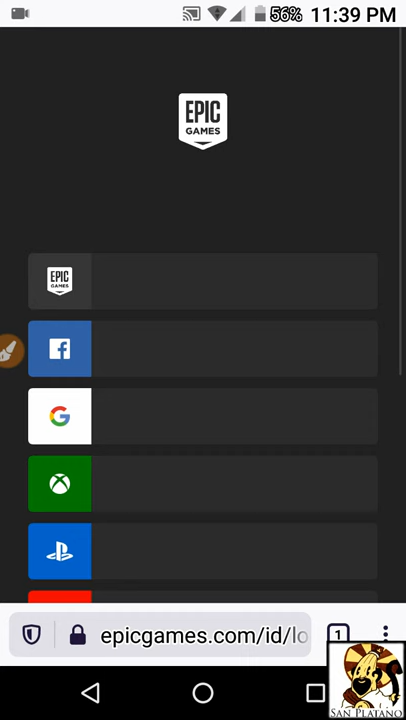 56% 11:39 PM
EPIC
GAMES
EPIC
GAMES
epicgames.com/id/lo
1
SAN PLATANO